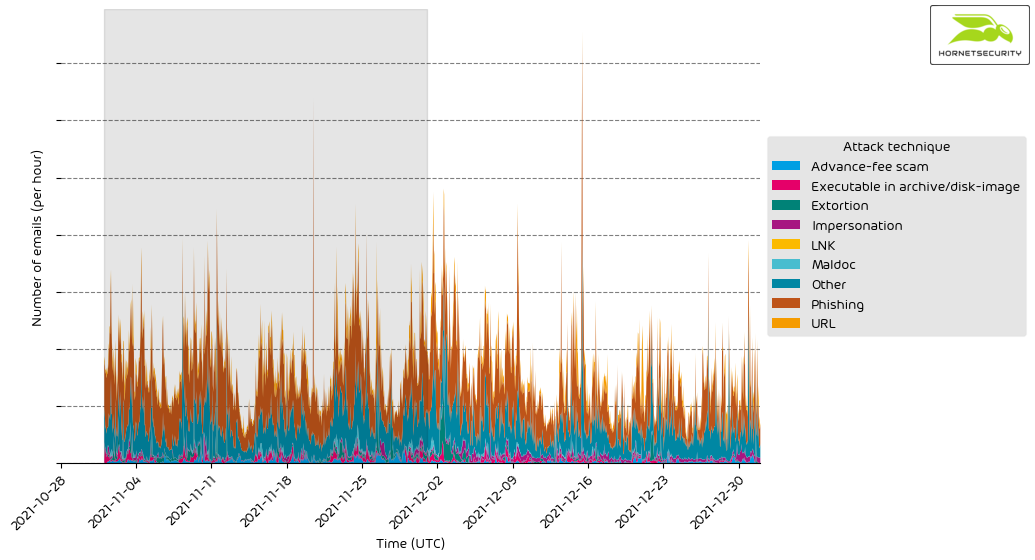 HORNETSECURITY
Number of emails (per hour)
Attack technique
Advance-fee scam
Executable in archive/disk-image
Extortion
Impersonation
LNK
Maldoc
Other
Phishing
URL
2021-10-28
2021-11-04
2021-11-11
2021-11-18
2021-11-25
2021-12-02
2021-12-09
2021-12-16
2021-12-23
2021-12-30
Time (UTC)